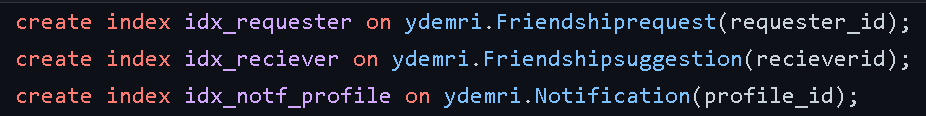 create index idx_requester on ydemri.Friendshiprequest(requester_id);
create index idx_reciever on ydemri.Friendshipsuggestion(recieverid);
create index idx_notf_profile on ydemri.Notification(profile_id);